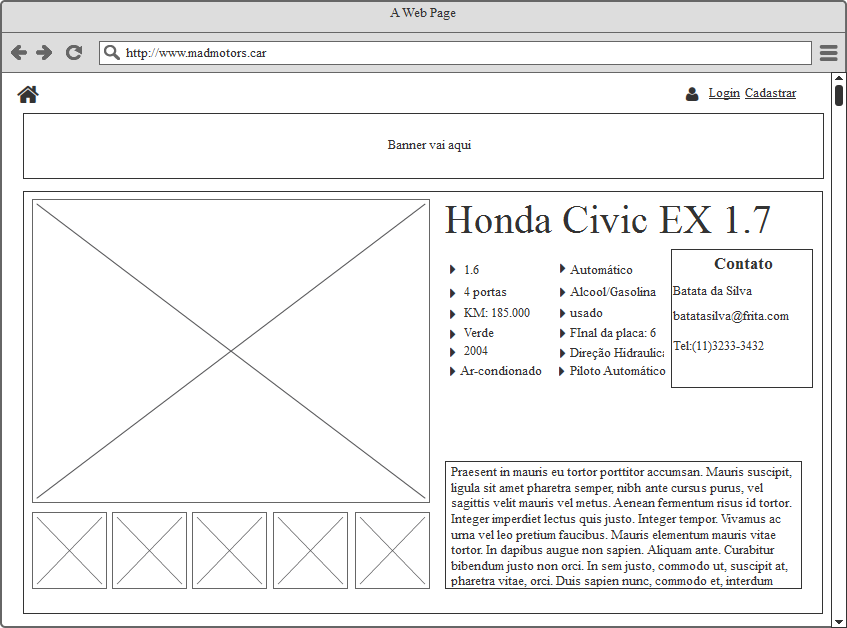 A Web Page
http://www.madmotors.car
Login Cadastrar
Banner vai aqui
Honda Civic EX 1.7
1.6
4 portas
KM: 185.000
Verde
2004
Ar-condionado
Automático
Alcool/Gasolina
usado
FInal da placa: 6
Direção Hidraulica
Piloto Automático
Contato
Batata da Silva
batatasilva@frita.com
Tel:(11)3233-3432
Praesent in mauris eu tortor porttitor accumsan. Mauris suscipit,
ligula sit amet pharetra semper, nibh ante cursus purus, vel
sagittis velit mauris vel metus. Aenean fermentum risus id tortor.
Integer imperdiet lectus quis justo. Integer tempor. Vivamus ac
urna vel leo pretium faucibus. Mauris elementum mauris vitae
tortor. In dapibus augue non sapien. Aliquam ante. Curabitur
bibendum justo non orci. In sem justo, commodo ut, suscipit at,
pharetra vitae, orci. Duis sapien nunc, commodo et, interdum